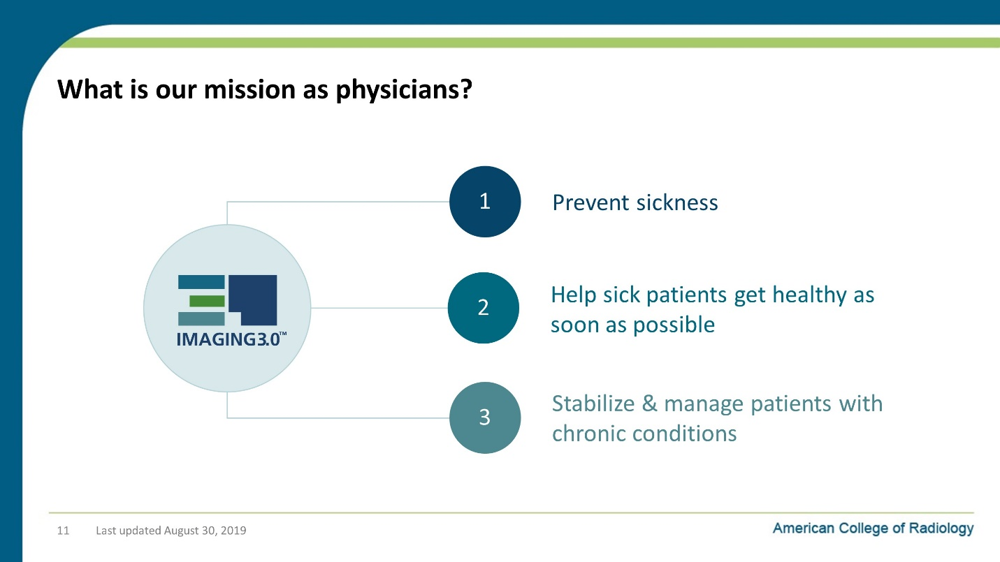 What is our mission as physicians?
1
Prevent sickness
2
Help sick patients get healthy as
soon as possible
IMAGING3.0™
3
Stabilize & manage patients with
chronic conditions
11
Last updated August 30, 2019
American College of Radiology